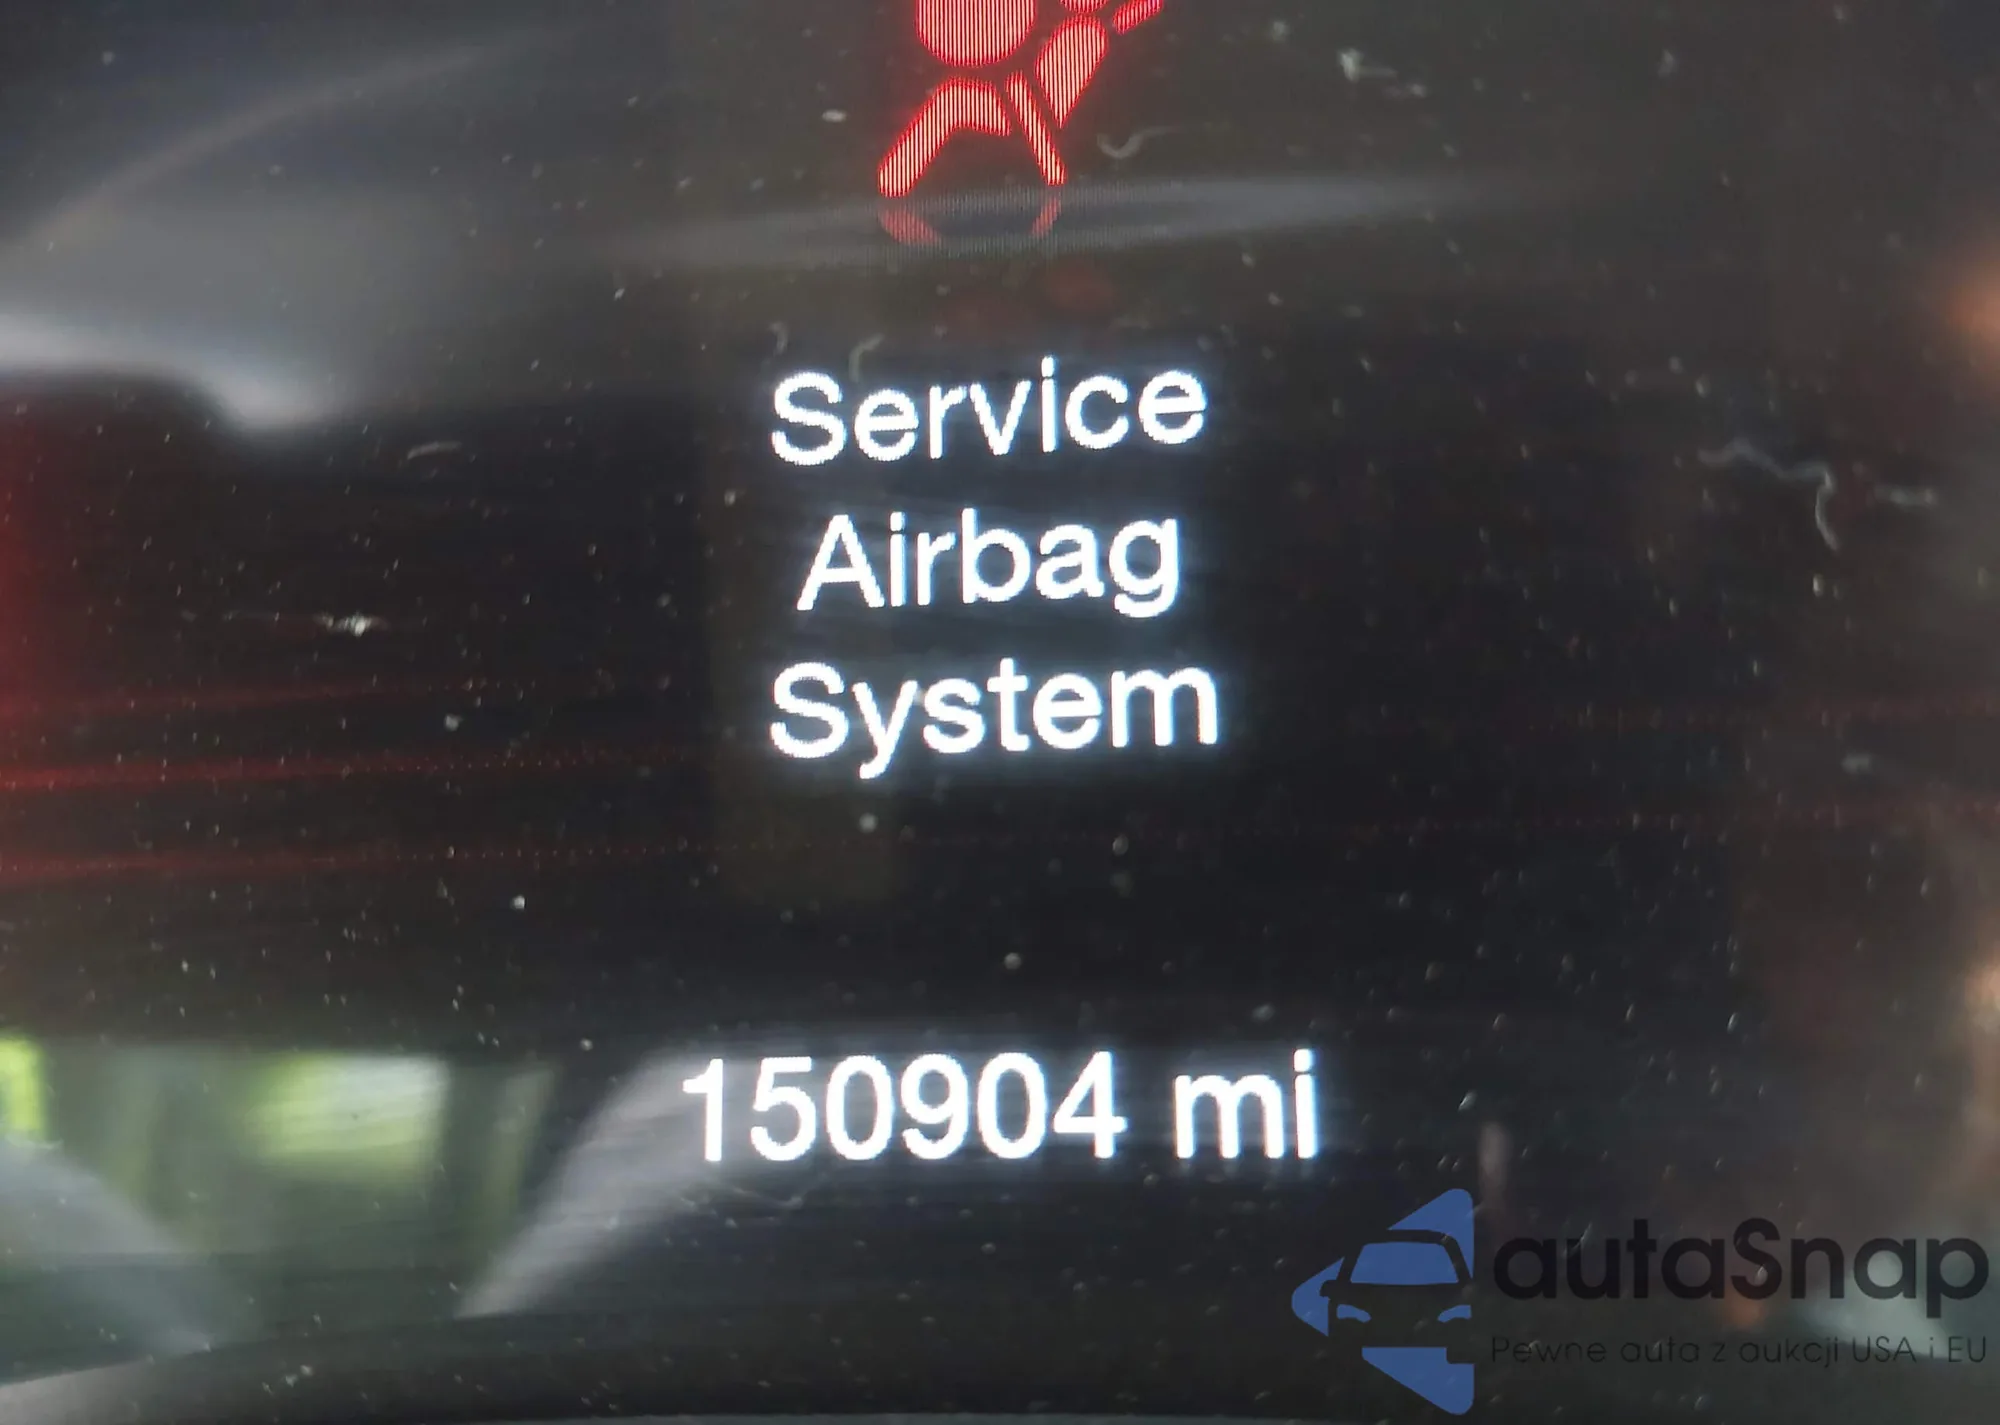 Service
Airbag
System
150904 mi
autaSnap
Pewne auta z aukcji USA i EU